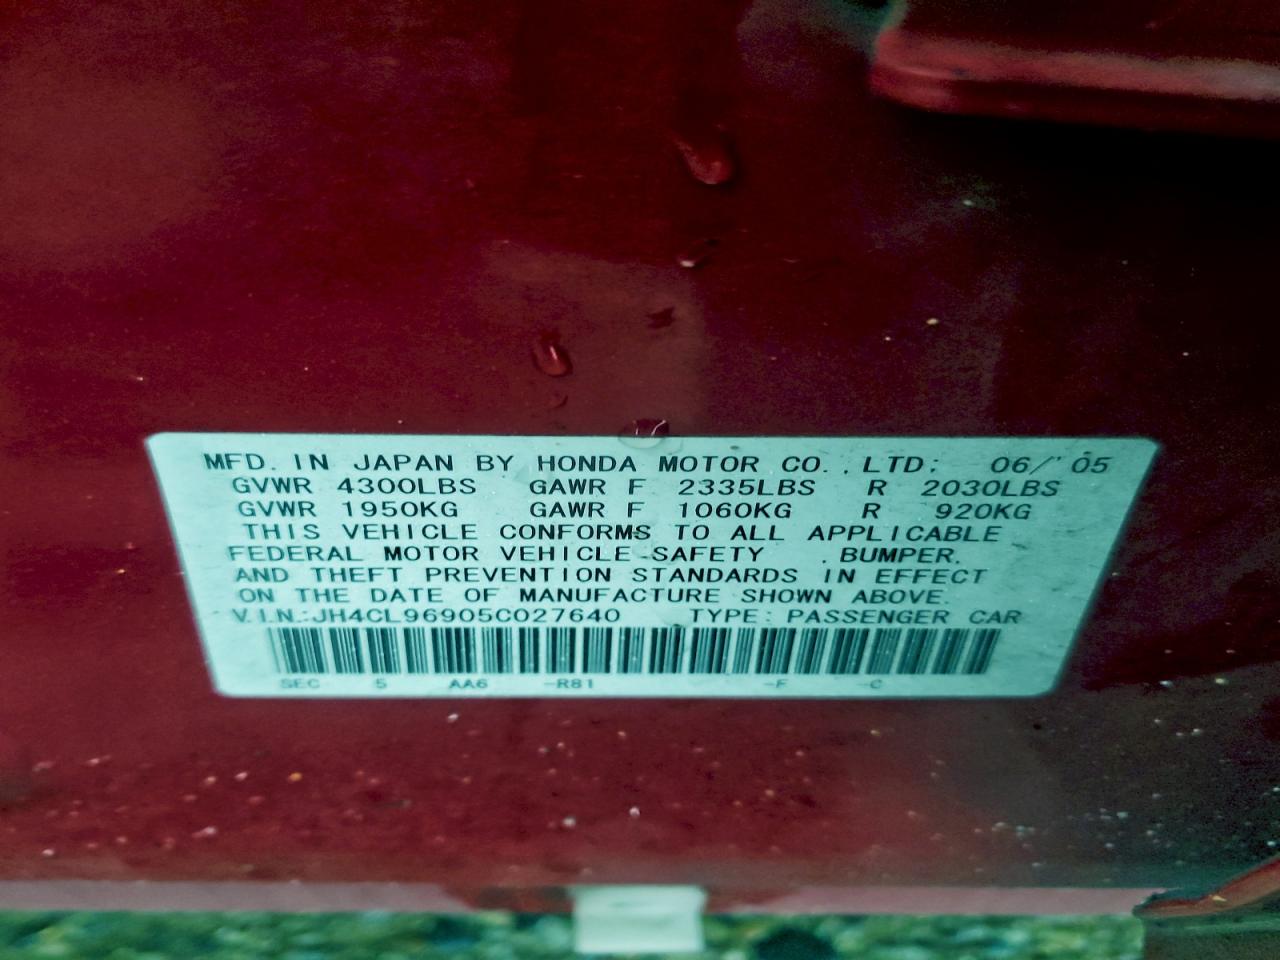 MFD. IN JAPAN BY HONDA MOTOR CO., LTD. 06/'05
GVWR 4300LBS GAWR F 2335LBS R 2030LBS
GVWR 1950KG GAWR F 1060KG R 920KG
THIS VEHICLE CONFORMS TO ALL APPLICABLE
FEDERAL MOTOR VEHICLE SAFETY , BUMPER,
AND THEFT PREVENTION STANDARDS IN EFFECT
ON THE DATE OF MANUFACTURE SHOWN ABOVE.
V.I.N.:JH4CL96905C027640 TYPE: PASSENGER CAR
SEC 5 AA6 -R81 -F -C